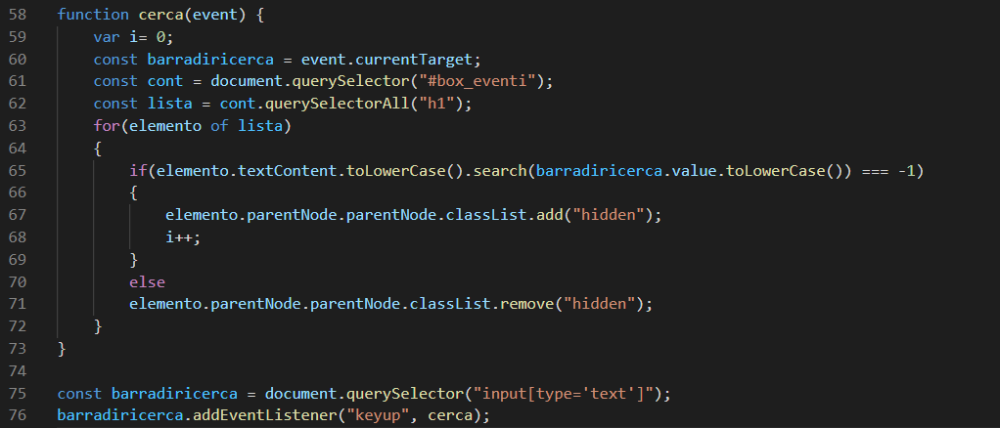 58 function cerca(event) {
59 var i= 0;
60 const barradiricerca = event.currentTarget;
61 const cont = document.querySelector("#box_eventi");
62 const lista = cont.querySelectorAll("h1");
63 for(elemento of lista)
64 {
65 if(elemento.textContent.toLowerCase().search(barradiricerca.value.toLowerCase()) === -1)
66 {
67 elemento.parentNode.parentNode.classList.add("hidden");
68 i++;
69 }
70 else
71 elemento.parentNode.parentNode.classList.remove("hidden");
72 }
73 }
74
75 const barradiricerca = document.querySelector("input[type='text']");
76 barradiricerca.addEventListener("keyup", cerca);